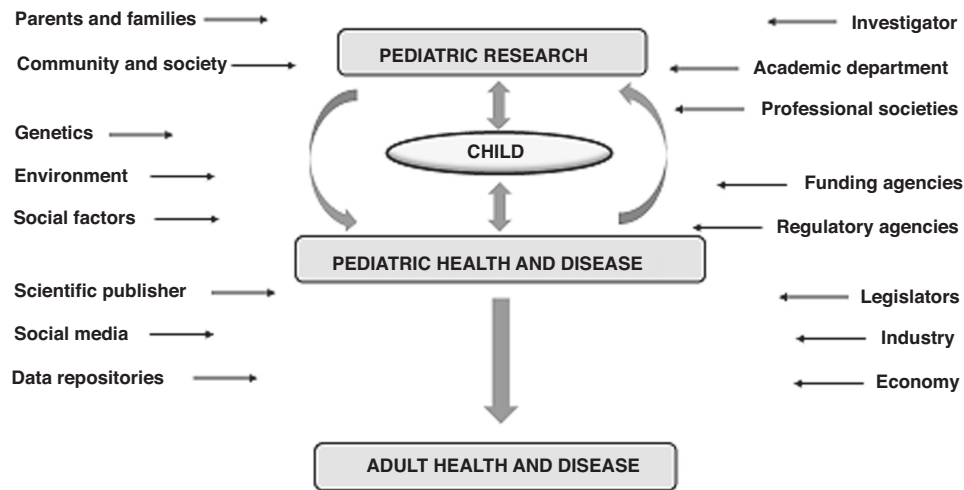 Parents and families
Community and society
Genetics
Environment
Social factors
Scientific publisher
Social media
Data repositories
PEDIATRIC RESEARCH
CHILD
PEDIATRIC HEALTH AND DISEASE
ADULT HEALTH AND DISEASE
Investigator
Academic department
Professional societies
Funding agencies
Regulatory agencies
Legislators
Industry
Economy